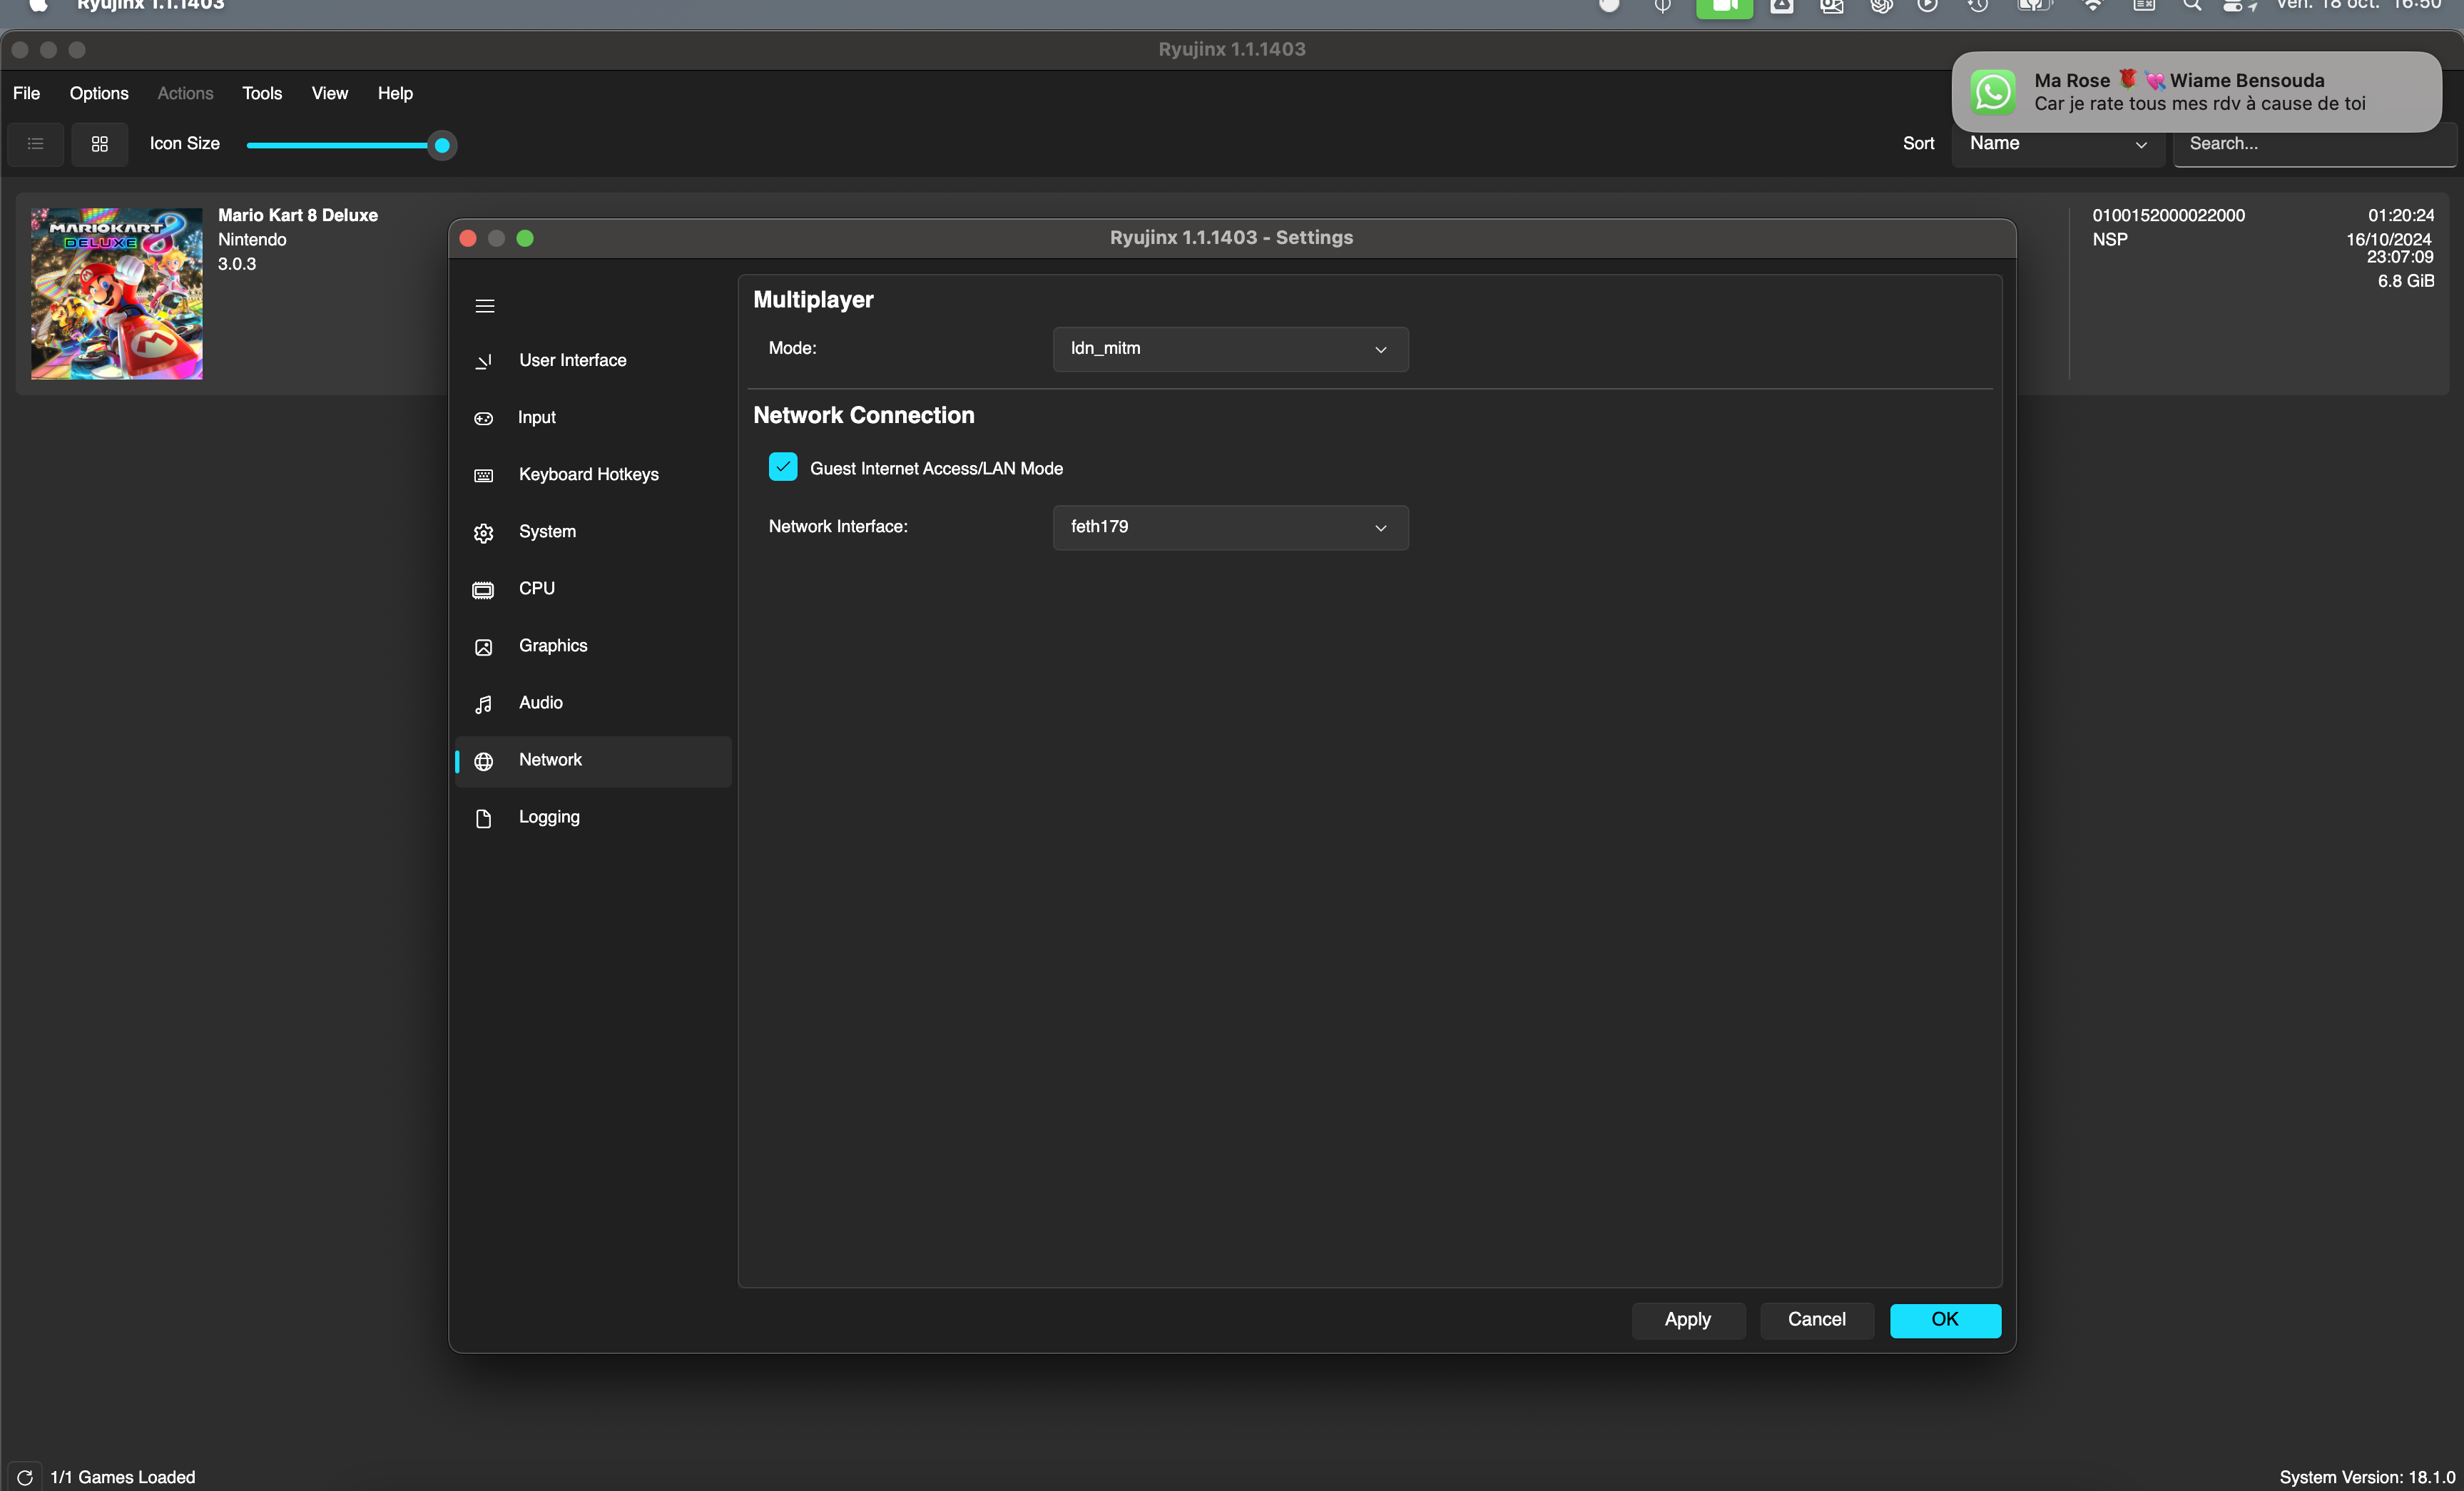 Ryujinx 1.1.1403
ven. 18 oct. 16:50
Ryujinx 1.1.1403
File Options Actions Tools View Help
Ma Rose 🌹 💘 Wiame Bensouda
Car je rate tous mes rdv à cause de toi
Icon Size
Sort Name Search...
MARIOKART 8
DELUXE
Mario Kart 8 Deluxe
Nintendo
3.0.3
0100152000022000
NSP
01:20:24
16/10/2024
23:07:09
6.8 GiB
Ryujinx 1.1.1403 - Settings
User Interface
Input
Keyboard Hotkeys
System
CPU
Graphics
Audio
Network
Logging
Multiplayer
Mode: ldn_mitm
Network Connection
Guest Internet Access/LAN Mode
Network Interface: feth179
Apply Cancel OK
1/1 Games Loaded
System Version: 18.1.0